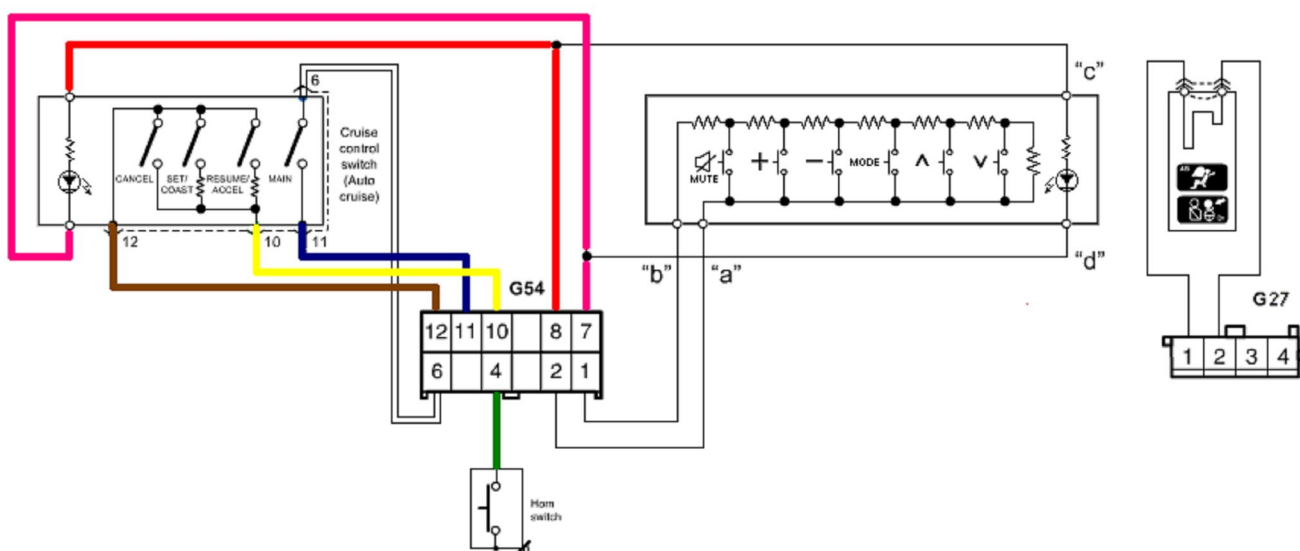 6
"c"
Cruise
control
switch
(Auto
cruise)
CANCEL
SET/
COAST
RESUME/
ACCEL
MAIN
MUTE
+
−
MODE
^
v
12
10
11
"b"
"a"
"d"
G54
G27
12 11 10 8 7
6 4 2 1
1 2 3 4
Horn
switch